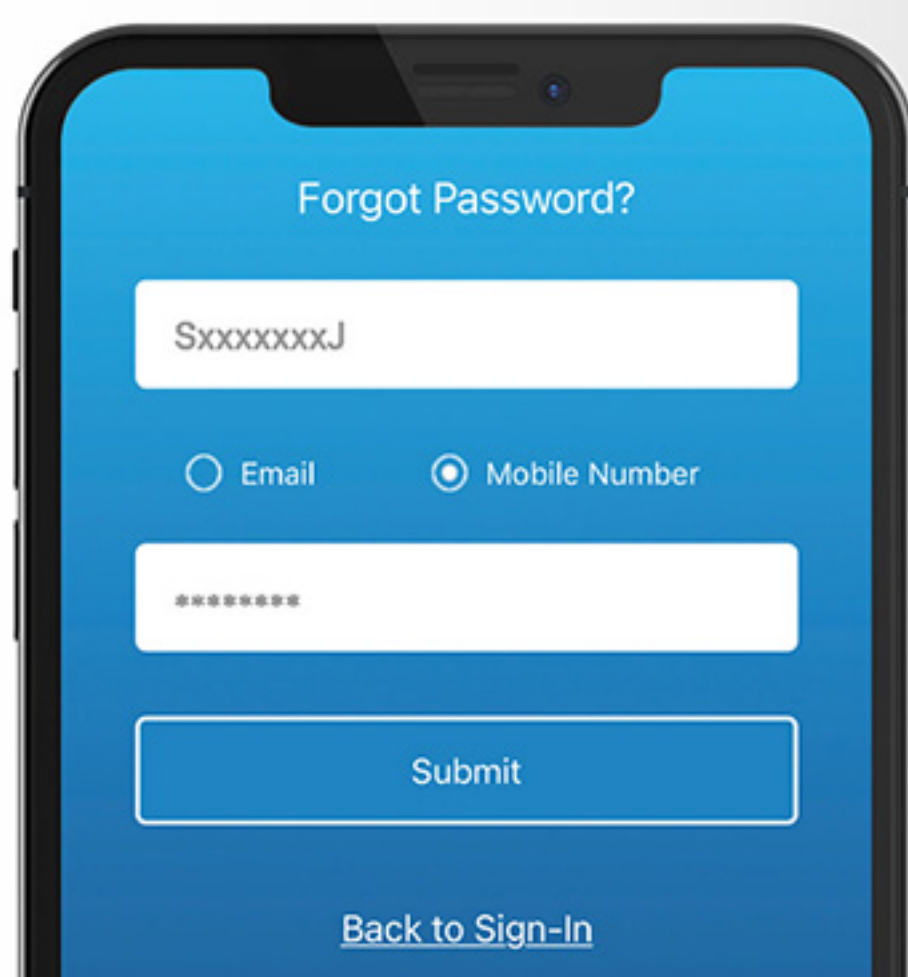 Forgot Password?
SxxxxxxxJ
Email
Mobile Number
********
Submit
Back to Sign-In